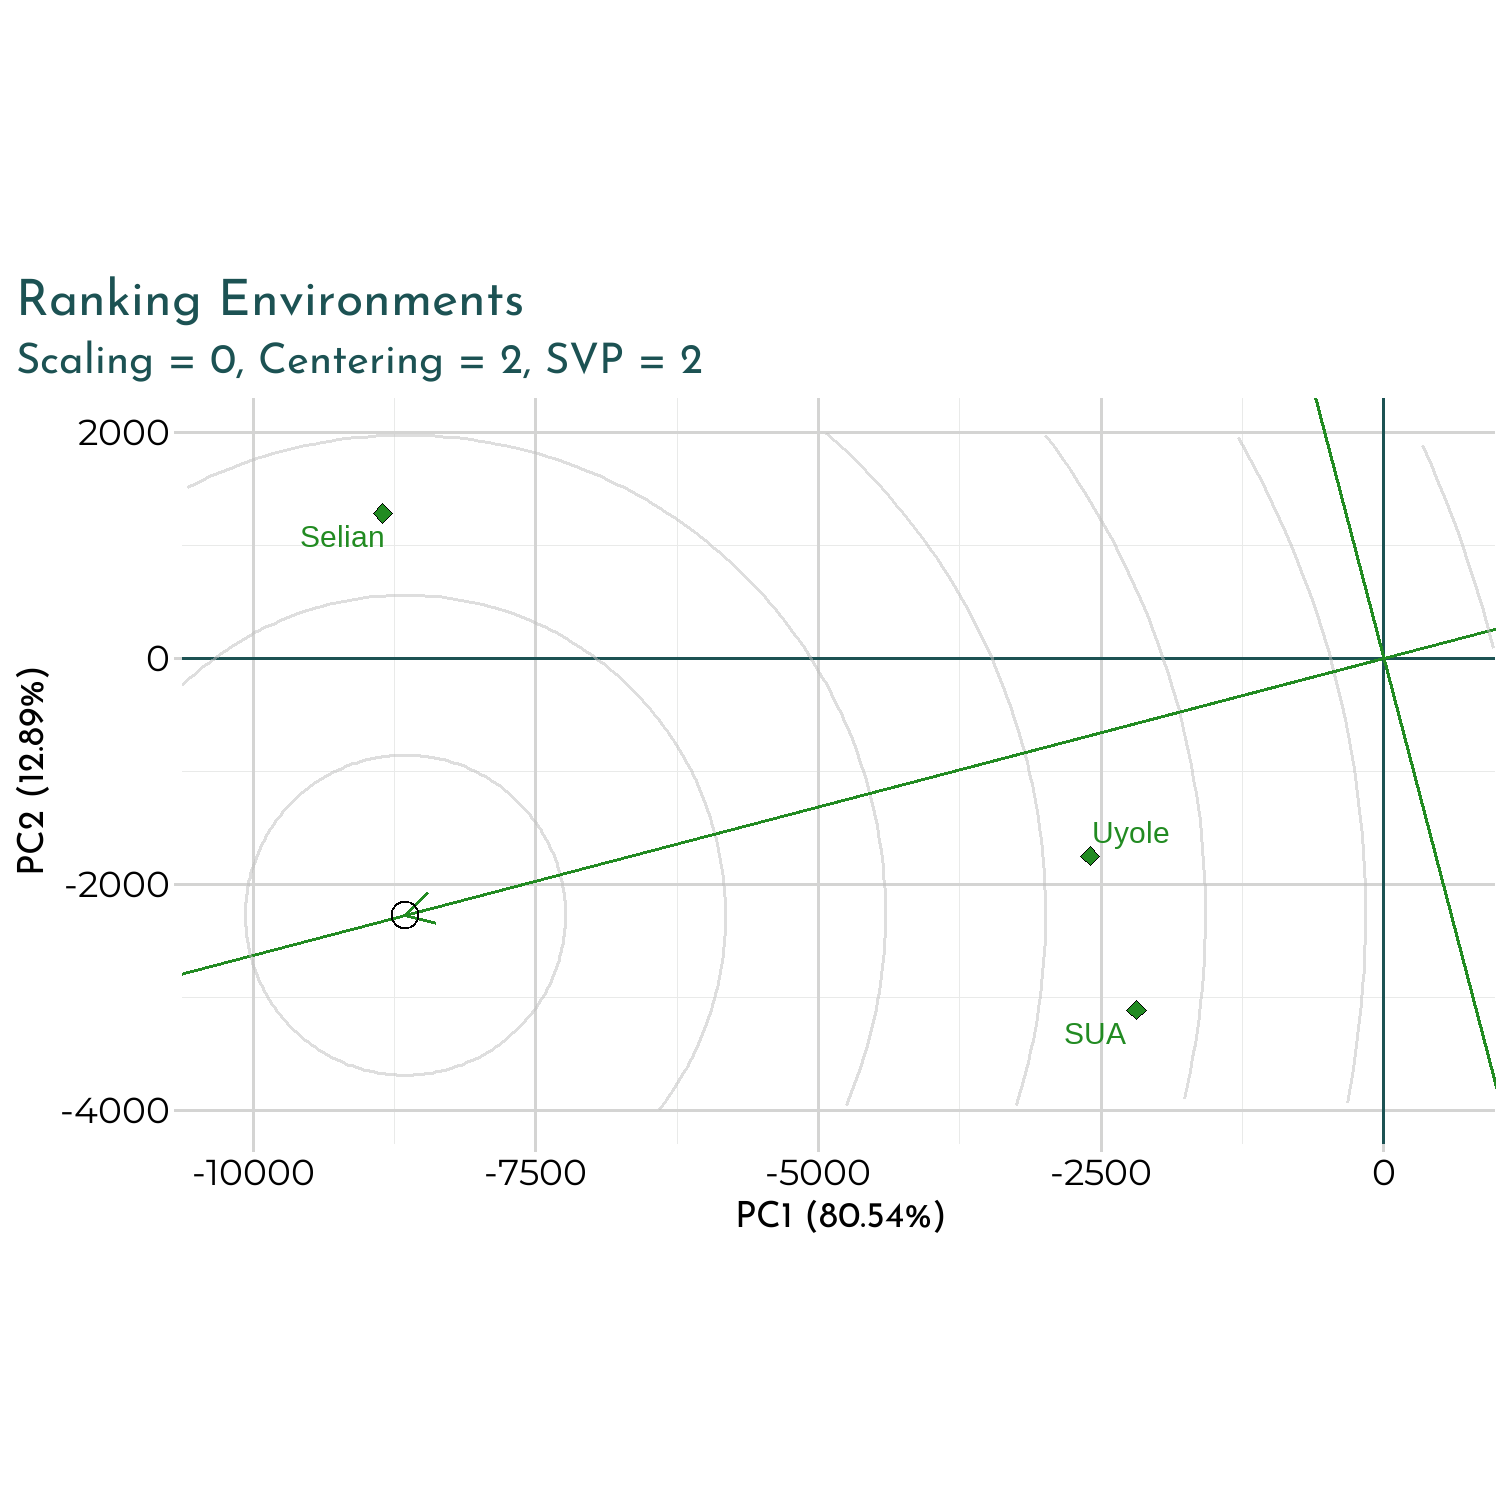 Ranking Environments
Scaling = 0, Centering = 2, SVP = 2
2000
Selian
0
PC2 (12.89%)
Uyole
-2000
SUA
-4000
-10000 -7500 -5000 -2500 0
PC1 (80.54%)